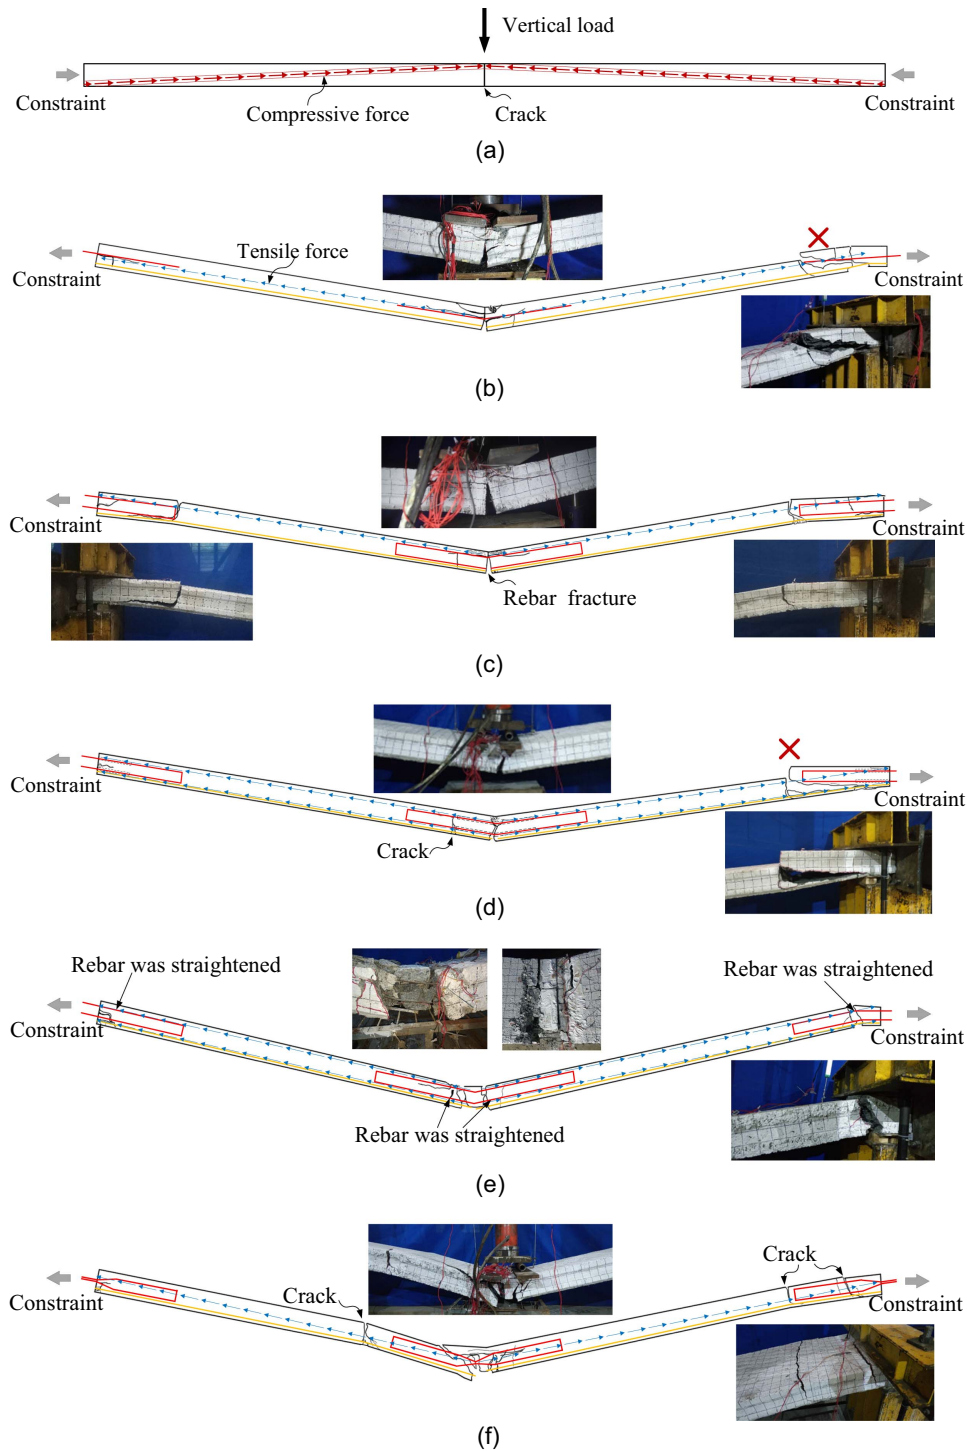 Vertical load
Constraint
Compressive force
Crack
Constraint
(a)
Tensile force
Constraint
Constraint
(b)
Constraint
Constraint
Rebar fracture
(c)
Constraint
Constraint
Crack
(d)
Rebar was straightened
Rebar was straightened
Constraint
Constraint
Rebar was straightened
(e)
Crack
Crack
Constraint
Constraint
(f)